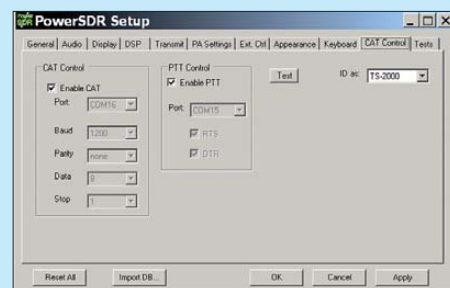 PowerSDR Setup
General Audio Display DSP Transmit PA Settings Ext. Ctrl Appearance Keyboard CAT Control Tests
CAT Control
Enable CAT
Port: COM16
Baud 1200
Parity none
Data 8
Stop 1
PTT Control
Enable PTT
Port: COM15
RTS
DTR
Test
ID as: TS-2000
Reset All Import DB... OK Cancel Apply